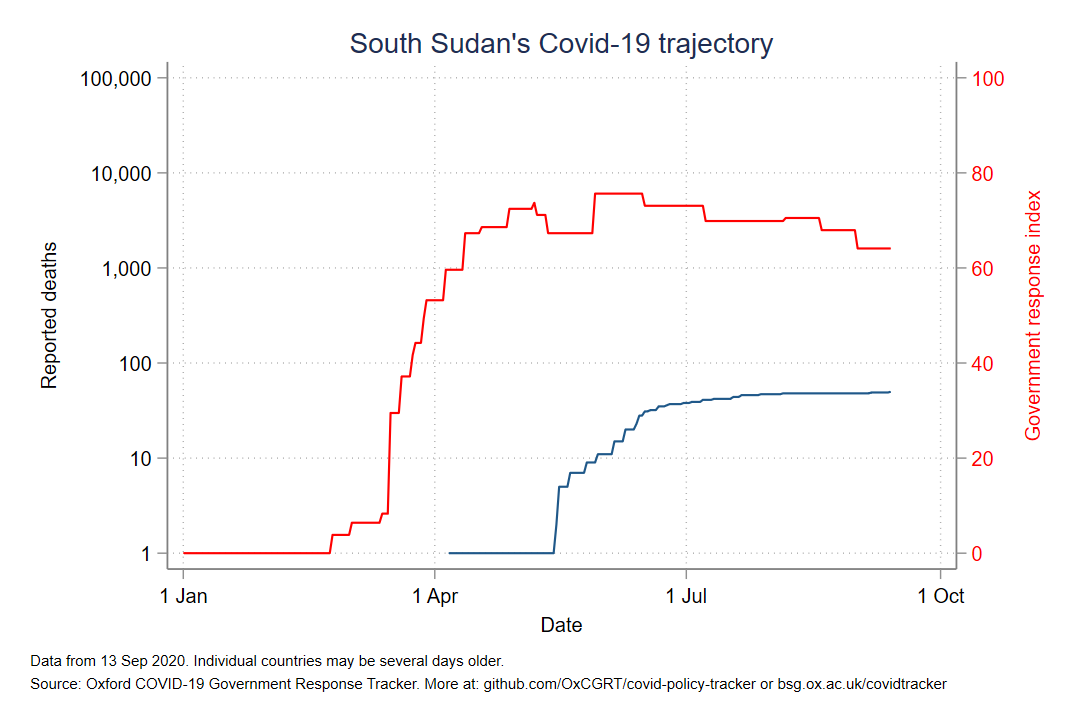 South Sudan's Covid-19 trajectory
100,000
10,000
1,000
100
10
1
Reported deaths
100
80
60
40
20
0
Government response index
1 Jan
1 Apr
1 Jul
1 Oct
Date
Data from 13 Sep 2020. Individual countries may be several days older.
Source: Oxford COVID-19 Government Response Tracker. More at: github.com/OxCGRT/covid-policy-tracker or bsg.ox.ac.uk/covidtracker